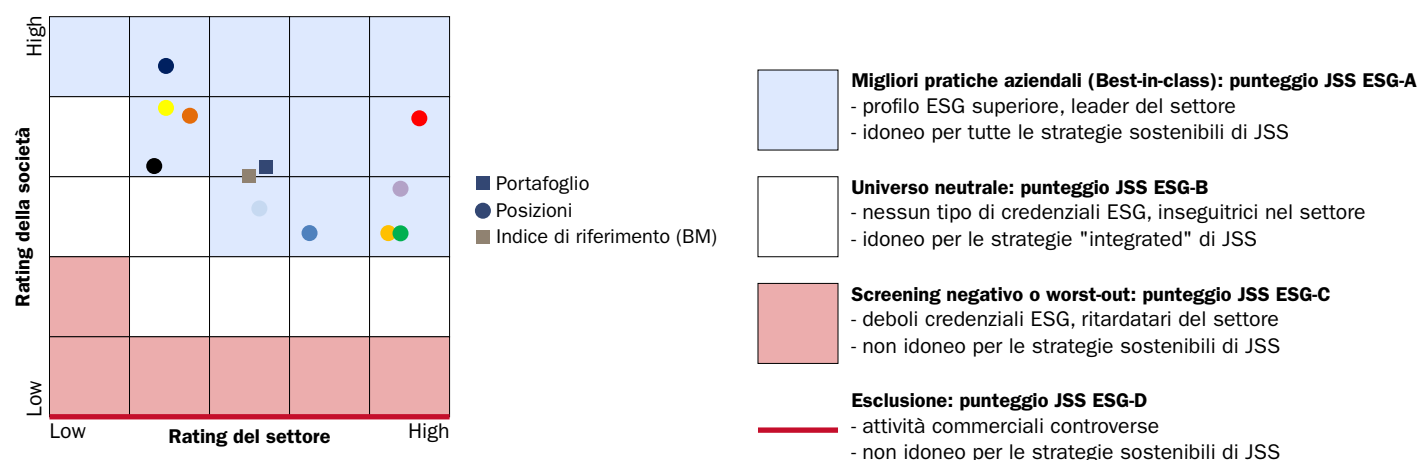 High
Rating della società
Low
Low
Rating del settore
High
Portafoglio
Posizioni
Indice di riferimento (BM)
Migliori pratiche aziendali (Best-in-class): punteggio JSS ESG-A
- profilo ESG superiore, leader del settore
- idoneo per tutte le strategie sostenibili di JSS
Universo neutrale: punteggio JSS ESG-B
- nessun tipo di credenziali ESG, inseguitrici nel settore
- idoneo per le strategie "integrated" di JSS
Screening negativo o worst-out: punteggio JSS ESG-C
- deboli credenziali ESG, ritardatari del settore
- non idoneo per le strategie sostenibili di JSS
Esclusione: punteggio JSS ESG-D
- attività commerciali controverse
- non idoneo per le strategie sostenibili di JSS